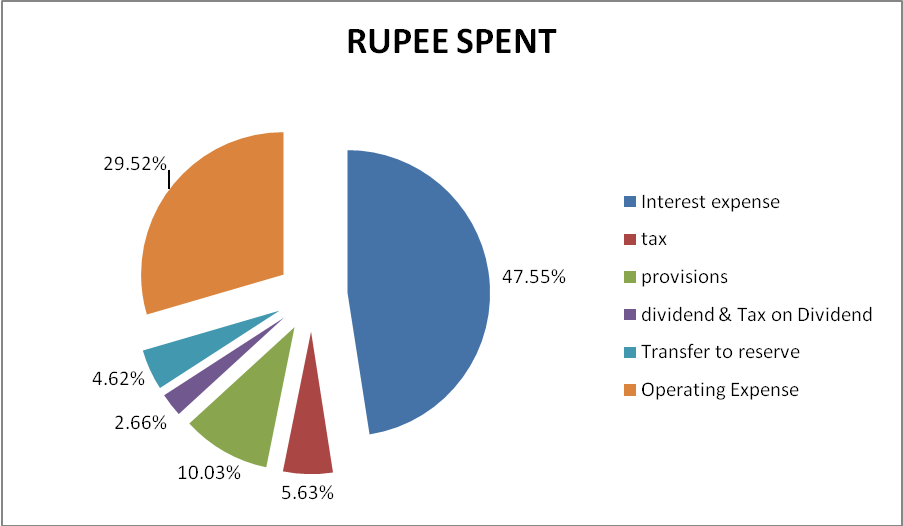 RUPEE SPENT
29.52%
47.55%
4.62%
2.66%
10.03%
5.63%
Interest expense
tax
provisions
dividend & Tax on Dividend
Transfer to reserve
Operating Expense